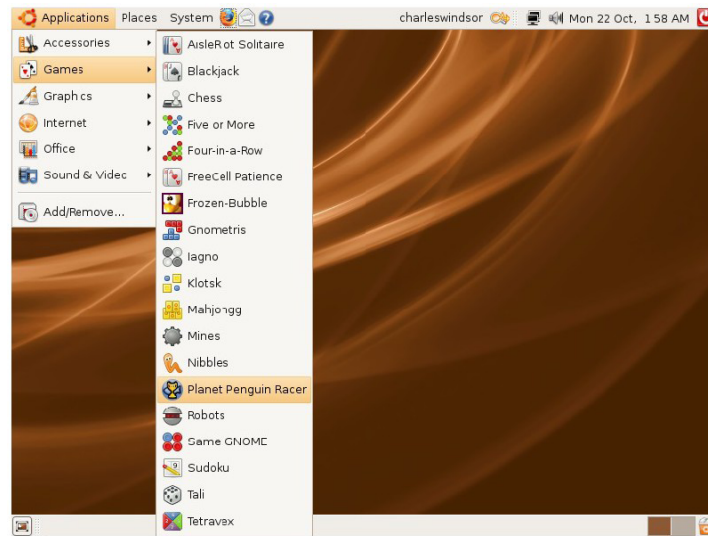 Applications Places System charleswindsor Mon 22 Oct, 1:58 AM
Accessories
Games
Graphics
Internet
Office
Sound & Video
Add/Remove...
AisleRiot Solitaire
Blackjack
Chess
Five or More
Four-in-a-Row
FreeCell Patience
Frozen-Bubble
Gnometris
Iagno
Klotski
Mahjongg
Mines
Nibbles
Planet Penguin Racer
Robots
Same GNOME
Sudoku
Tali
Tetravex